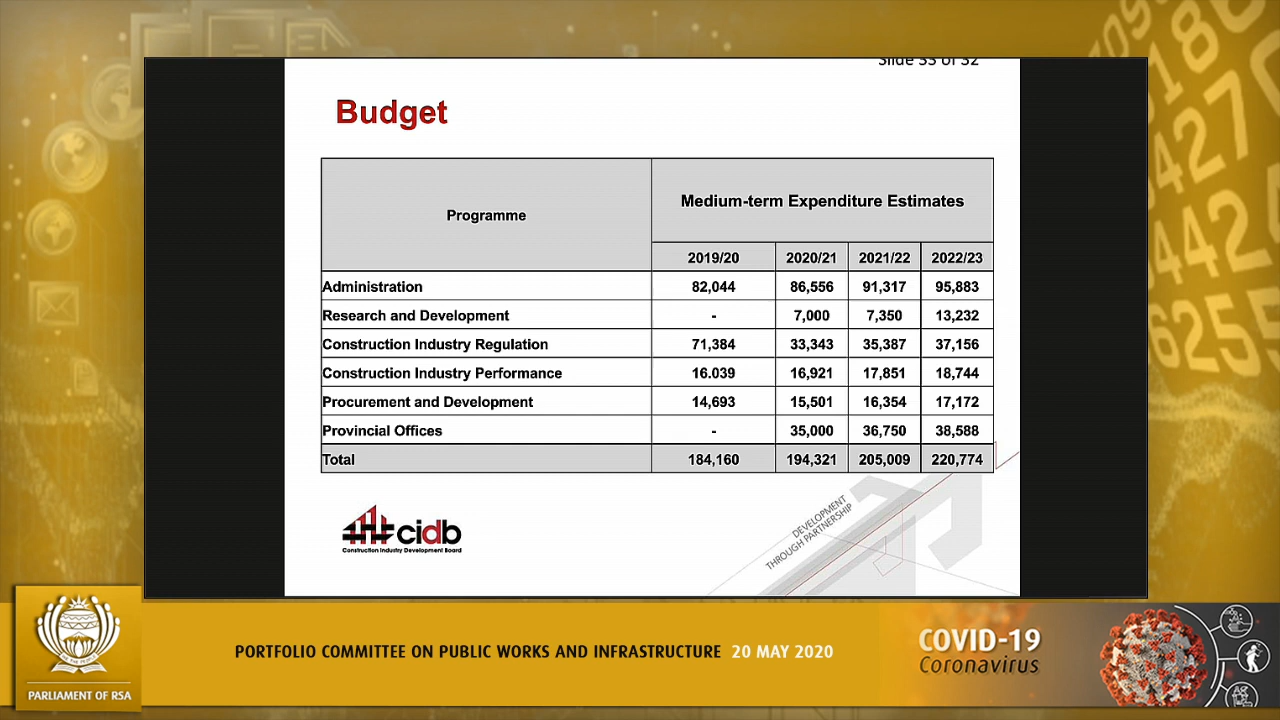 Slide 33 of 32
Budget
Programme
Medium-term Expenditure Estimates
2019/20 2020/21 2021/22 2022/23
Administration 82,044 86,556 91,317 95,883
Research and Development - 7,000 7,350 13,232
Construction Industry Regulation 71,384 33,343 35,387 37,156
Construction Industry Performance 16.039 16,921 17,851 18,744
Procurement and Development 14,693 15,501 16,354 17,172
Provincial Offices - 35,000 36,750 38,588
Total 184,160 194,321 205,009 220,774
cidb
Construction Industry Development Board
DEVELOPMENT
THROUGH PARTNERSHIP
PARLIAMENT OF RSA
PORTFOLIO COMMITTEE ON PUBLIC WORKS AND INFRASTRUCTURE 20 MAY 2020
COVID-19
Coronavirus